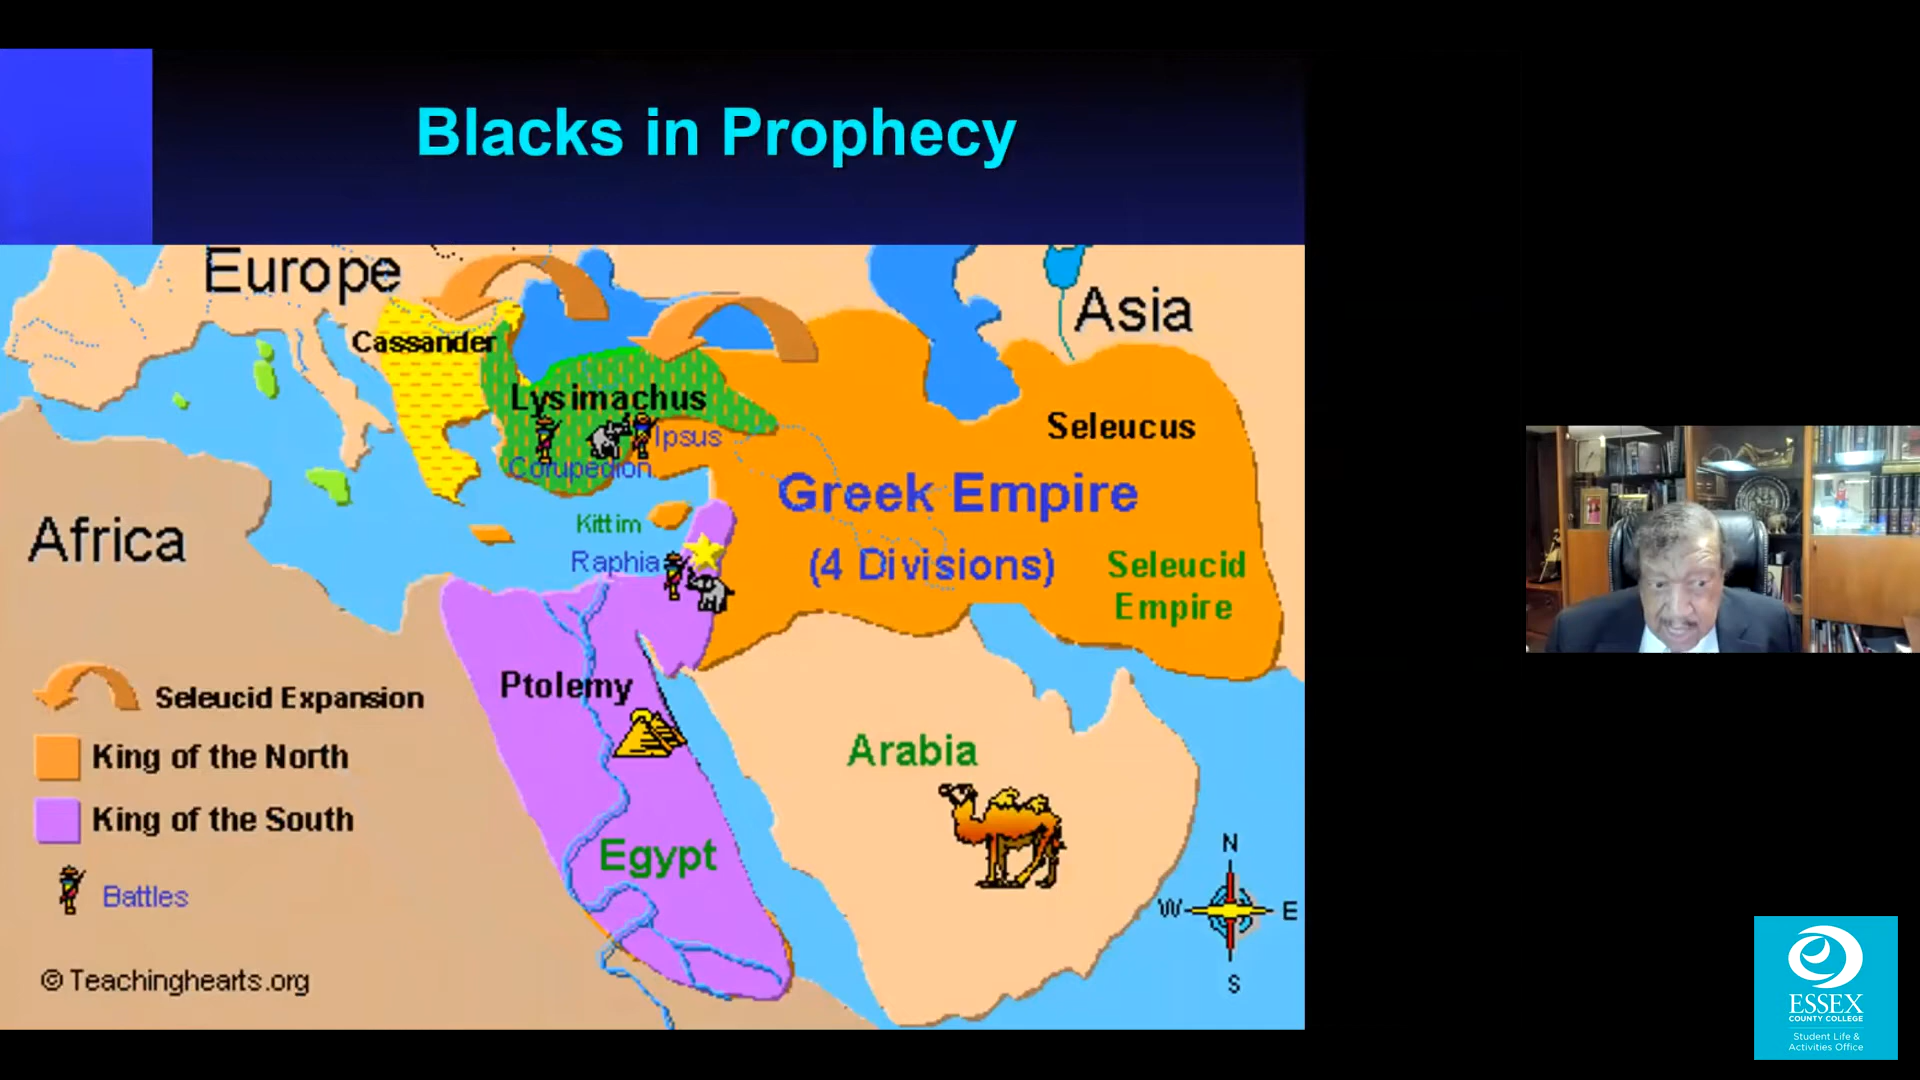 Blacks in Prophecy
Europe
Asia
Cassander
Lysimachus
Ipsus
Corupedion
Seleucus
Greek Empire
(4 Divisions)
Kittim
Raphia
Seleucid
Empire
Africa
Ptolemy
Seleucid Expansion
King of the North
King of the South
Battles
Arabia
Egypt
N
W
E
S
© Teachinghearts.org
ESSEX
COUNTY COLLEGE
Student Life &
Activities Office